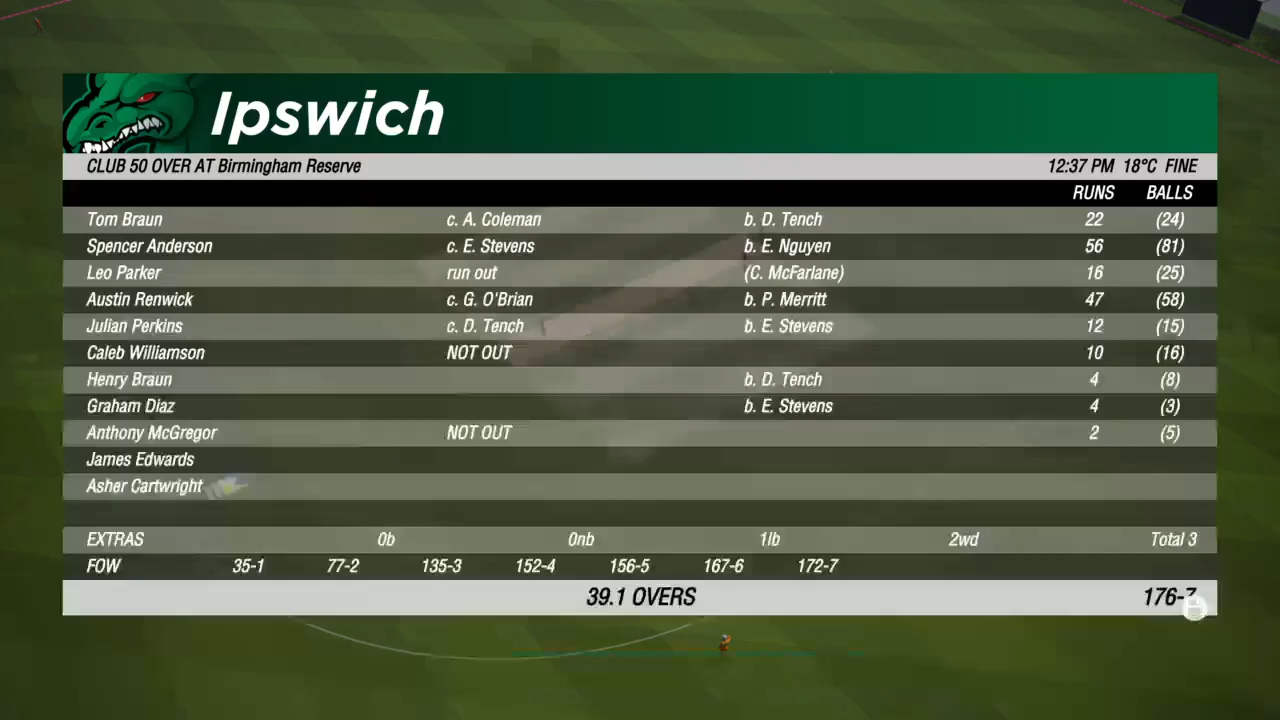 Ipswich
CLUB 50 OVER AT Birmingham Reserve 12:37 PM 18°C FINE
RUNS BALLS
Tom Braun c. A. Coleman b. D. Tench 22 (24)
Spencer Anderson c. E. Stevens b. E. Nguyen 56 (81)
Leo Parker run out (C. McFarlane) 16 (25)
Austin Renwick c. G. O'Brian b. P. Merritt 47 (58)
Julian Perkins c. D. Tench b. E. Stevens 12 (15)
Caleb Williamson NOT OUT 10 (16)
Henry Braun b. D. Tench 4 (8)
Graham Diaz b. E. Stevens 4 (3)
Anthony McGregor NOT OUT 2 (5)
James Edwards
Asher Cartwright
EXTRAS 0b 0nb 1lb 2wd Total 3
FOW 35-1 77-2 135-3 152-4 156-5 167-6 172-7
39.1 OVERS 176-7